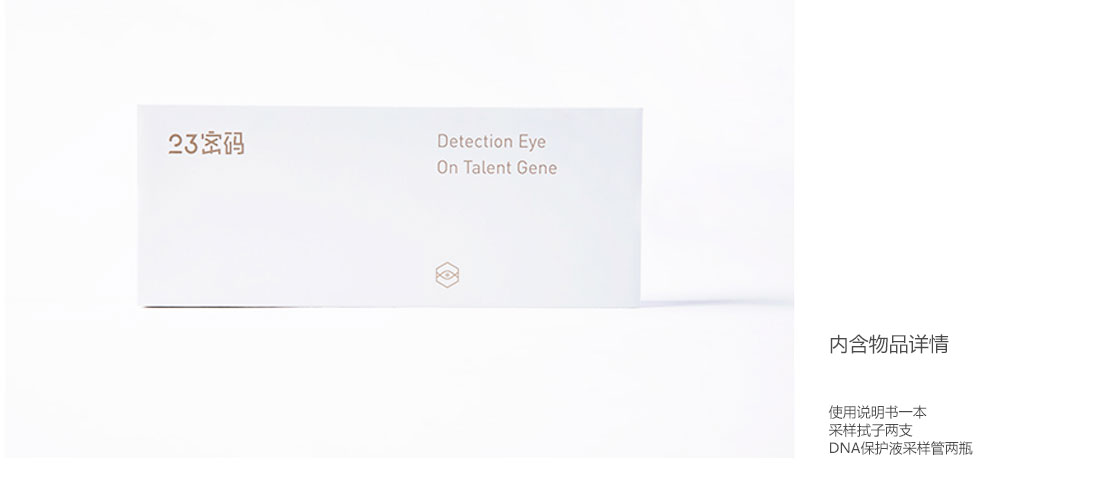 23密码
Detection Eye
On Talent Gene
内含物品详情
使用说明书一本
采样拭子两支
DNA保护液采样管两瓶